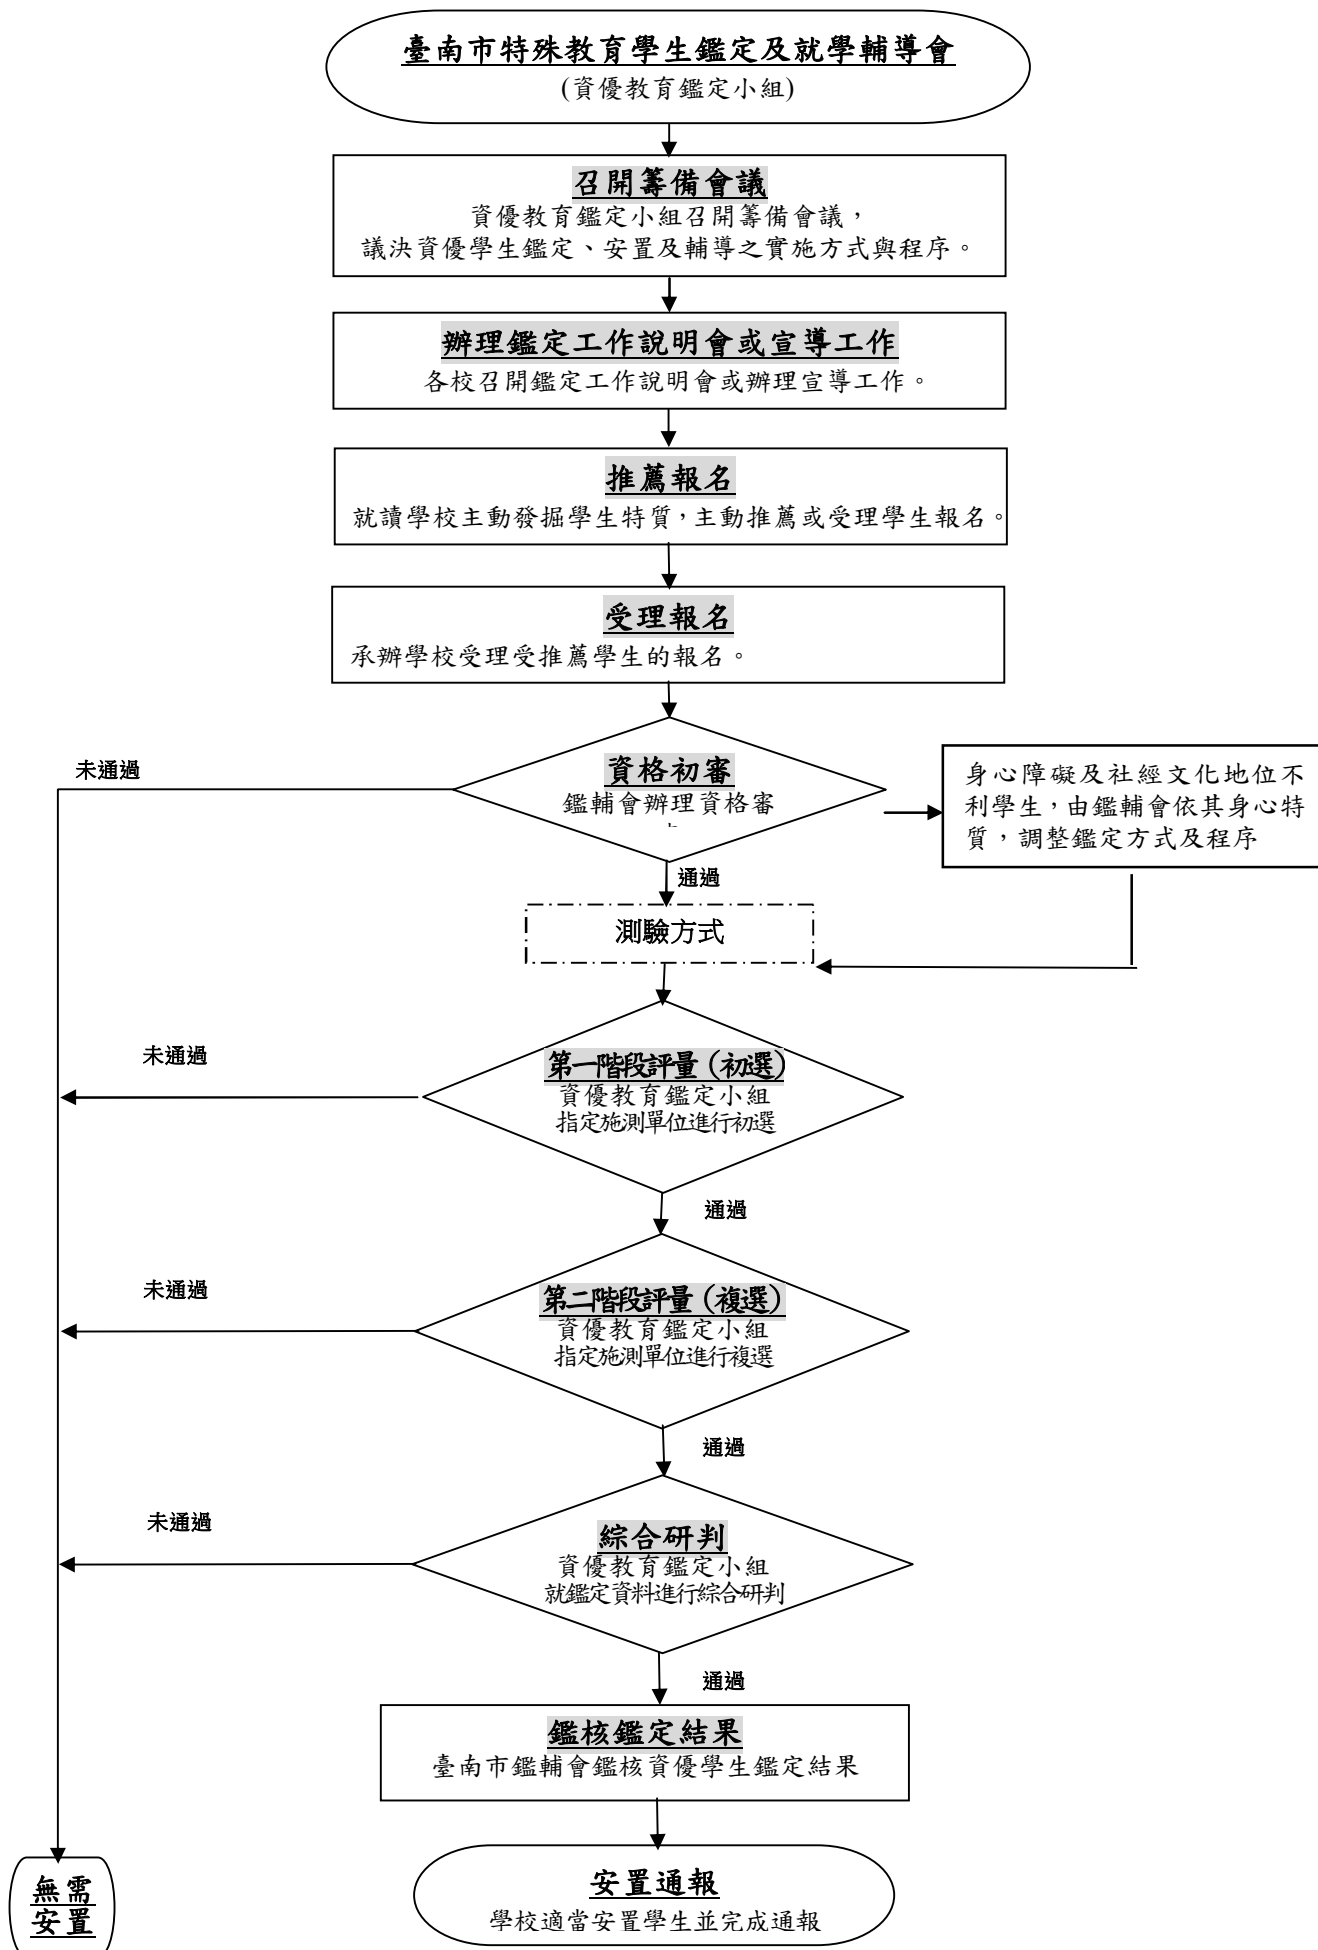 臺南市特殊教育學生鑑定及就學輔導會
(資優教育鑑定小組)
召開籌備會議
資優教育鑑定小組召開籌備會議，
議決資優學生鑑定、安置及輔導之實施方式與程序。
辦理鑑定工作說明會或宣導工作
各校召開鑑定工作說明會或辦理宣導工作。
推薦報名
就讀學校主動發掘學生特質，主動推薦或受理學生報名。
受理報名
承辦學校受理受推薦學生的報名。
未通過
資格初審
鑑輔會辦理資格審
身心障礙及社經文化地位不
利學生，由鑑輔會依其身心特
質，調整鑑定方式及程序
通過
測驗方式
未通過
第一階段評量（初選）
資優教育鑑定小組
指定施測單位進行初選
通過
未通過
第二階段評量（複選）
資優教育鑑定小組
指定施測單位進行複選
通過
未通過
綜合研判
資優教育鑑定小組
就鑑定資料進行綜合研判
通過
鑑核鑑定結果
臺南市鑑輔會鑑核資優學生鑑定結果
無需
安置
安置通報
學校適當安置學生並完成通報